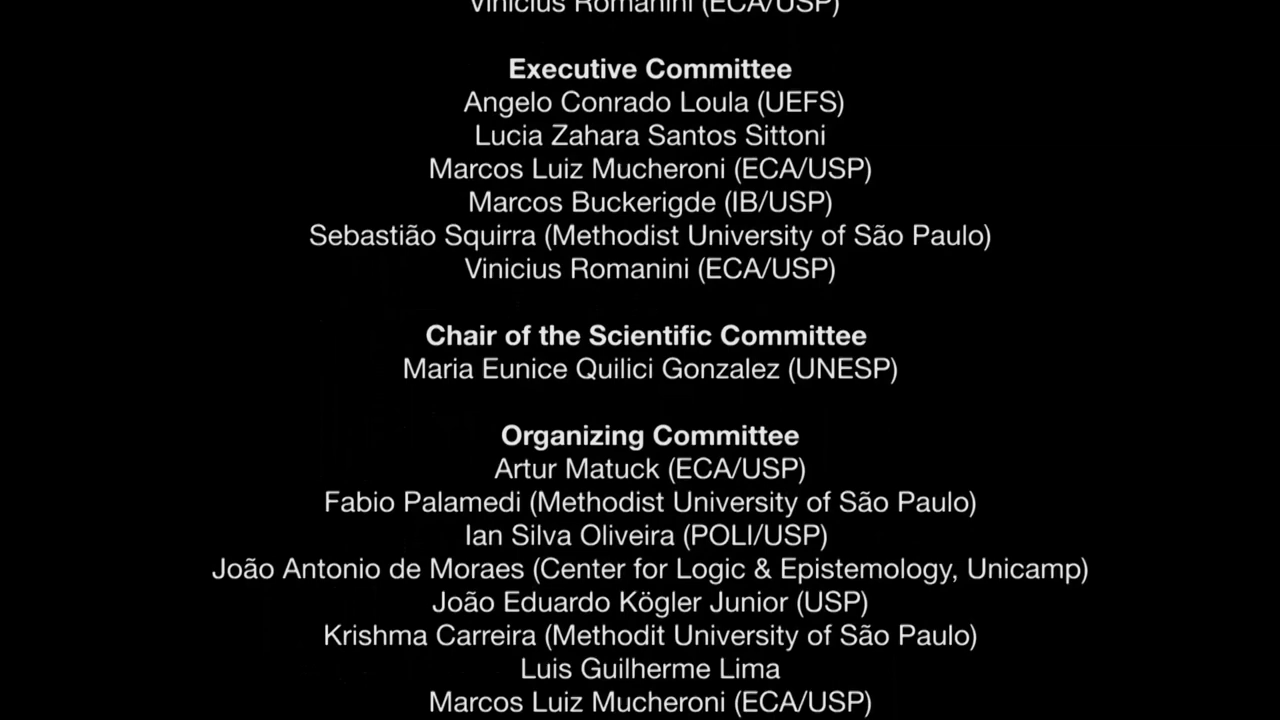 Vinicius Romanini (ECA/USP)
Executive Committee
Angelo Conrado Loula (UEFS)
Lucia Zahara Santos Sittoni
Marcos Luiz Mucheroni (ECA/USP)
Marcos Buckerigde (IB/USP)
Sebastião Squirra (Methodist University of São Paulo)
Vinicius Romanini (ECA/USP)
Chair of the Scientific Committee
Maria Eunice Quilici Gonzalez (UNESP)
Organizing Committee
Artur Matuck (ECA/USP)
Fabio Palamedi (Methodist University of São Paulo)
Ian Silva Oliveira (POLI/USP)
João Antonio de Moraes (Center for Logic & Epistemology, Unicamp)
João Eduardo Kögler Junior (USP)
Krishma Carreira (Methodit University of São Paulo)
Luis Guilherme Lima
Marcos Luiz Mucheroni (ECA/USP)